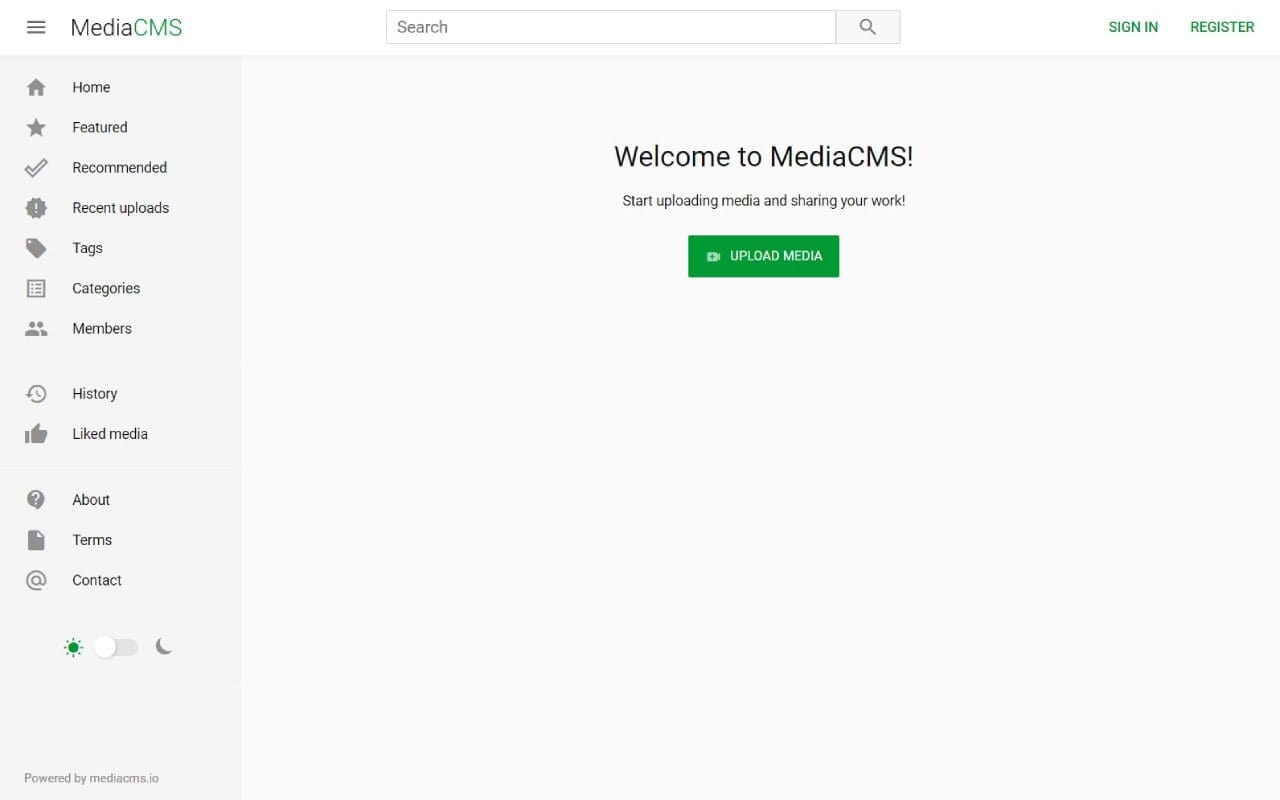 MediaCMS
Search
SIGN IN
REGISTER
Home
Featured
Recommended
Recent uploads
Tags
Categories
Members
History
Liked media
About
Terms
Contact
Powered by mediacms.io
Welcome to MediaCMS!
Start uploading media and sharing your work!
UPLOAD MEDIA